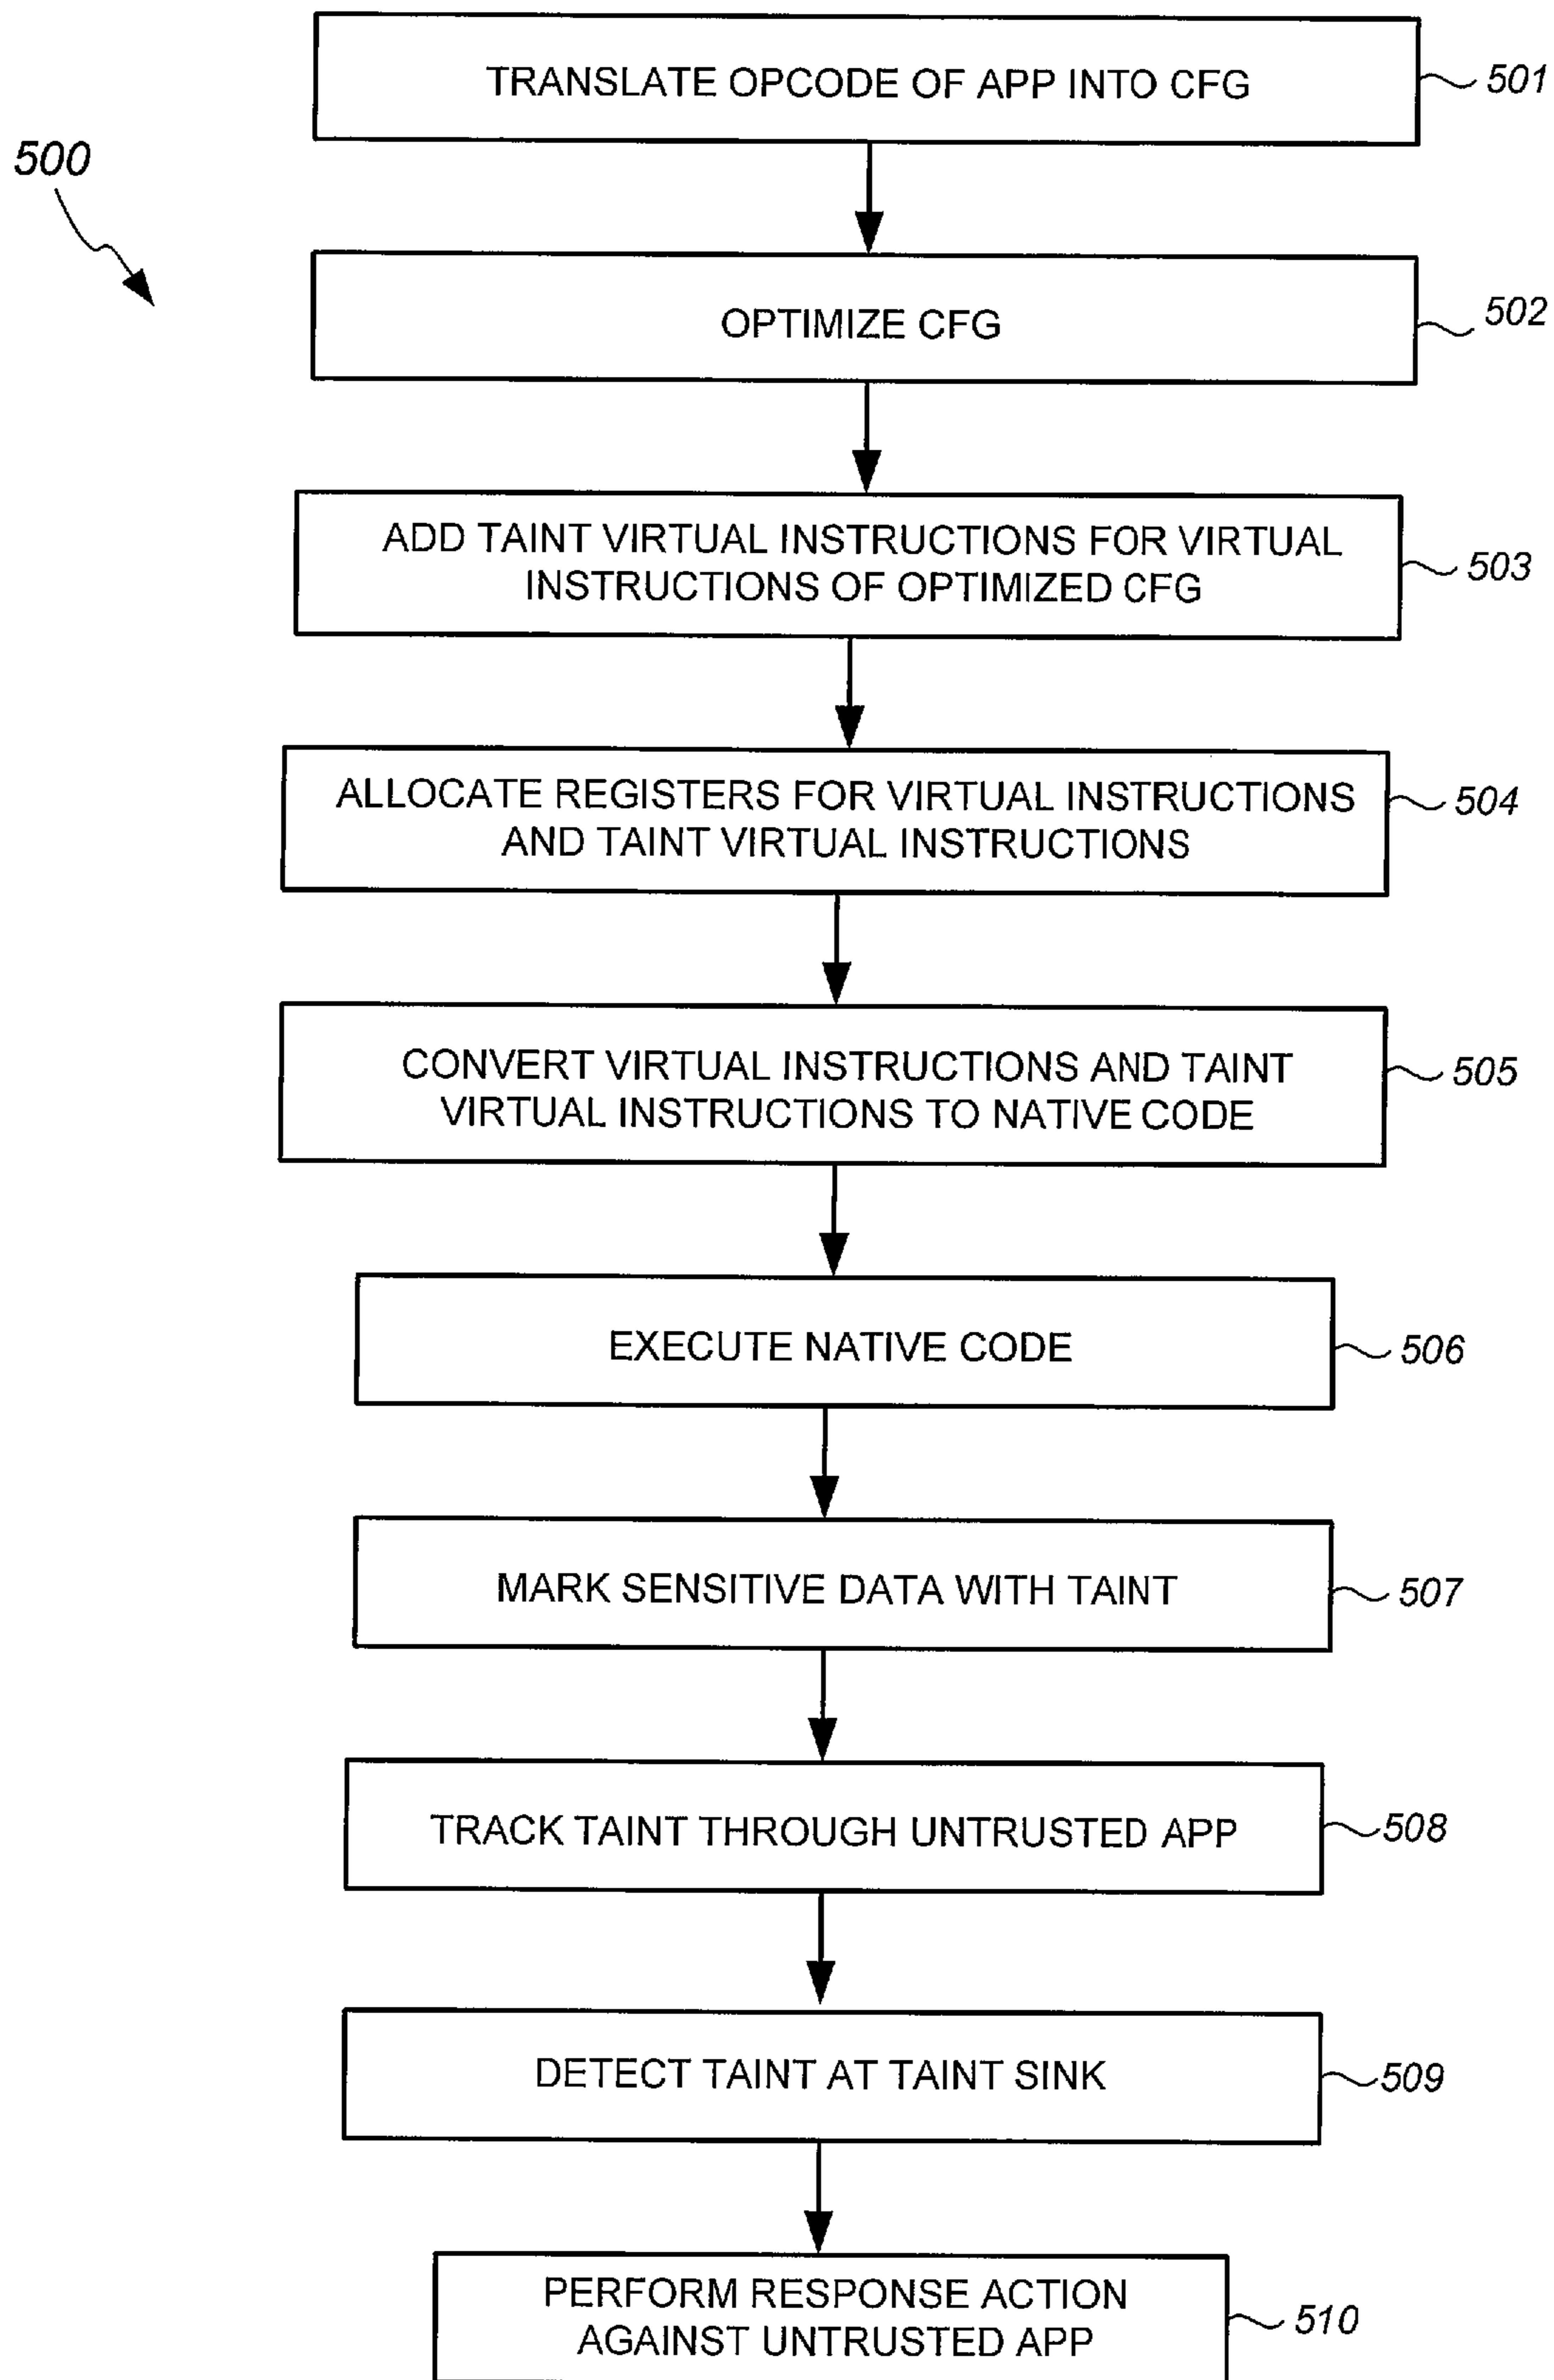 TRANSLATE OPCODE OF APP INTO CFG
501
500
OPTIMIZE CFG
502
ADD TAINT VIRTUAL INSTRUCTIONS FOR VIRTUAL
INSTRUCTIONS OF OPTIMIZED CFG
503
ALLOCATE REGISTERS FOR VIRTUAL INSTRUCTIONS
AND TAINT VIRTUAL INSTRUCTIONS
504
CONVERT VIRTUAL INSTRUCTIONS AND TAINT
VIRTUAL INSTRUCTIONS TO NATIVE CODE
505
EXECUTE NATIVE CODE
506
MARK SENSITIVE DATA WITH TAINT
507
TRACK TAINT THROUGH UNTRUSTED APP
508
DETECT TAINT AT TAINT SINK
509
PERFORM RESPONSE ACTION
AGAINST UNTRUSTED APP
510